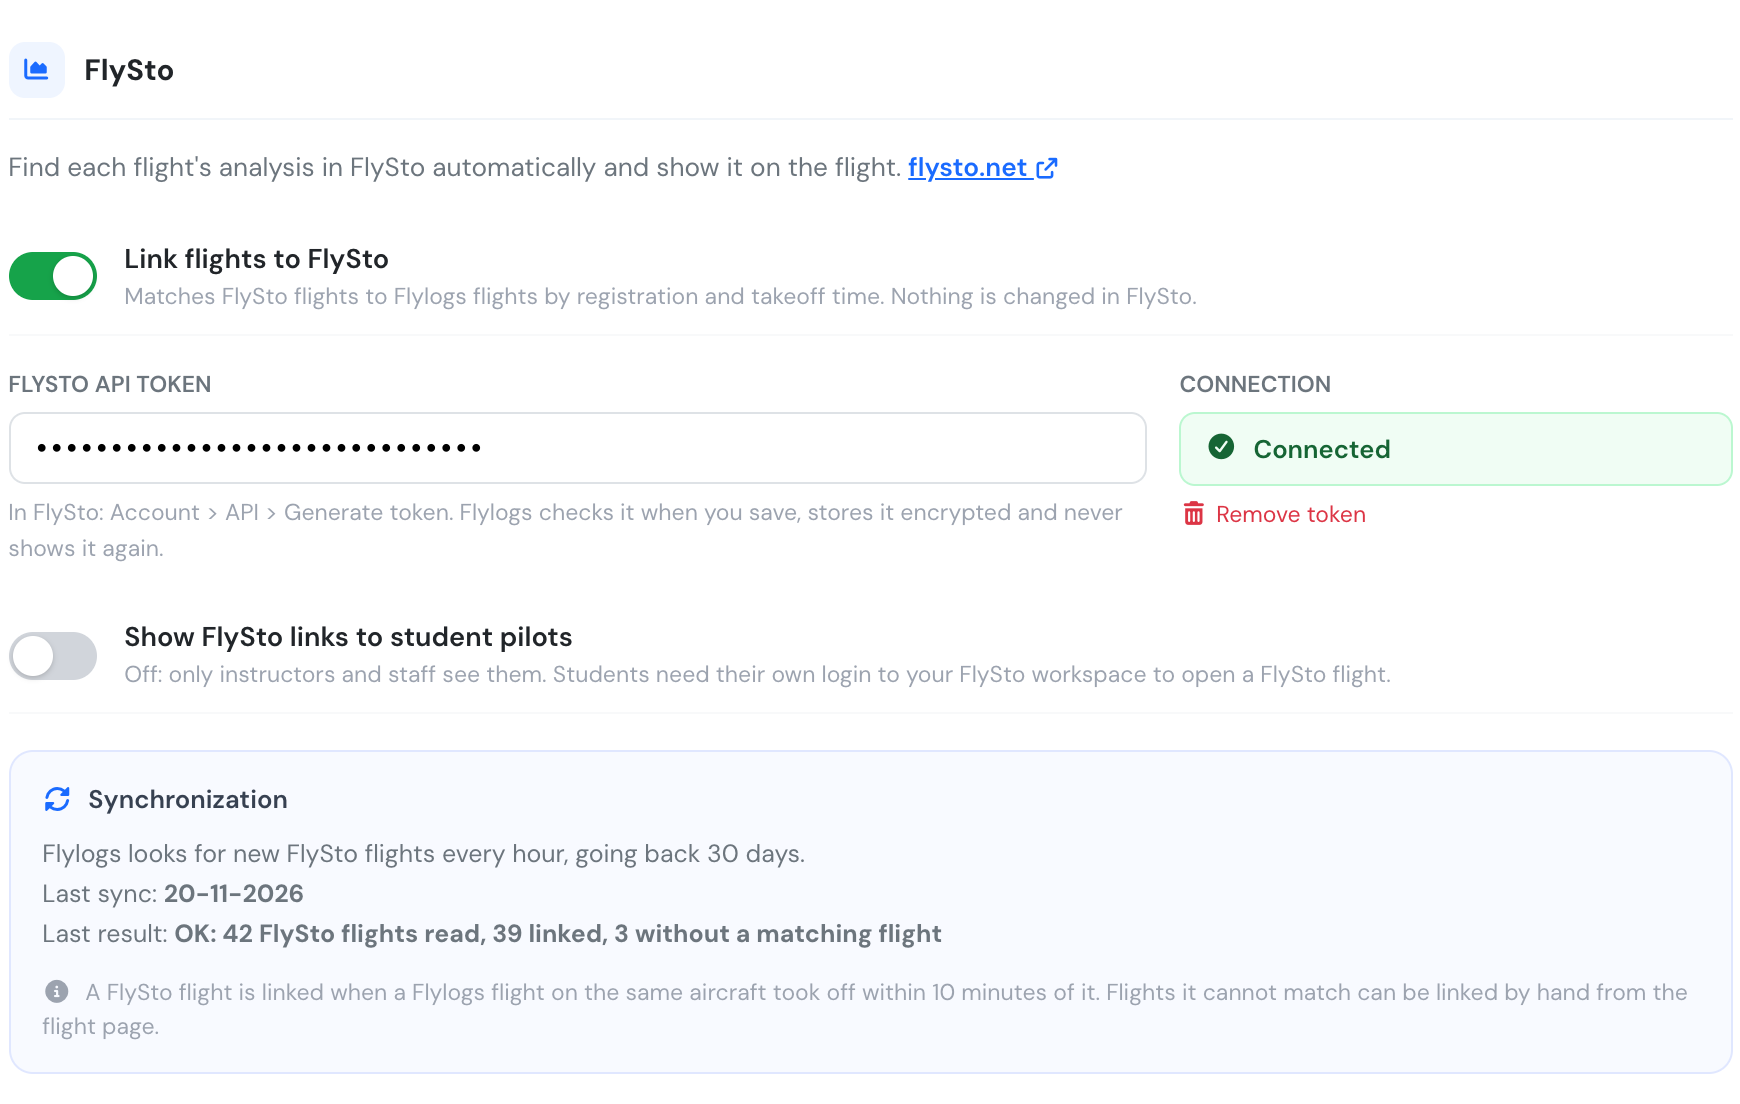 FlySto
Find each flight's analysis in FlySto automatically and show it on the flight. flysto.net
Link flights to FlySto
Matches FlySto flights to Flylogs flights by registration and takeoff time. Nothing is changed in FlySto.
FLYSTO API TOKEN
CONNECTION
••••••••••••••••••••••••••••••
Connected
In FlySto: Account > API > Generate token. Flylogs checks it when you save, stores it encrypted and never
shows it again.
Remove token
Show FlySto links to student pilots
Off: only instructors and staff see them. Students need their own login to your FlySto workspace to open a FlySto flight.
Synchronization
Flylogs looks for new FlySto flights every hour, going back 30 days.
Last sync: 20-11-2026
Last result: OK: 42 FlySto flights read, 39 linked, 3 without a matching flight
A FlySto flight is linked when a Flylogs flight on the same aircraft took off within 10 minutes of it. Flights it cannot match can be linked by hand from the
flight page.